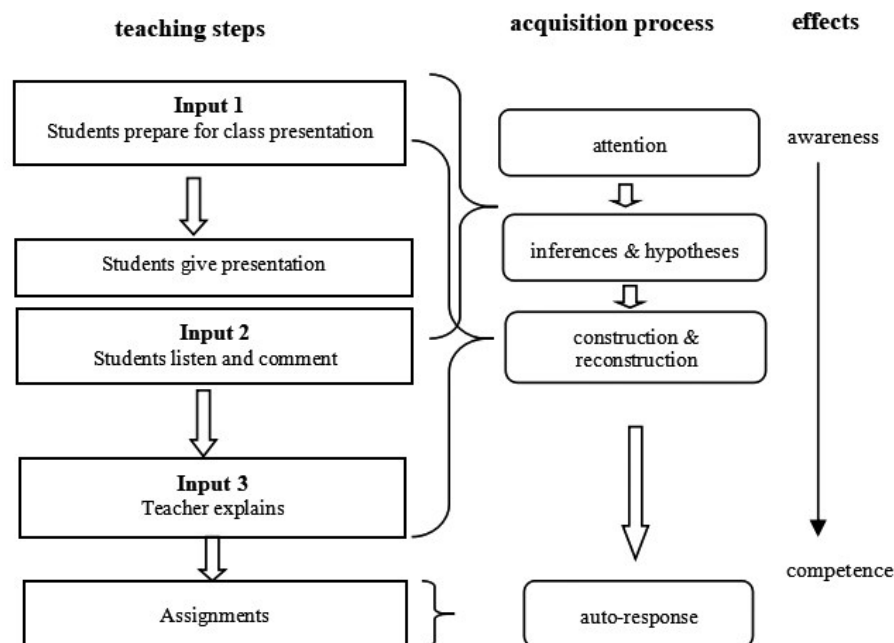 teaching steps
acquisition process
effects
Input 1
Students prepare for class presentation
attention
awareness
Students give presentation
inferences & hypotheses
Input 2
Students listen and comment
construction &
reconstruction
Input 3
Teacher explains
competence
Assignments
auto-response